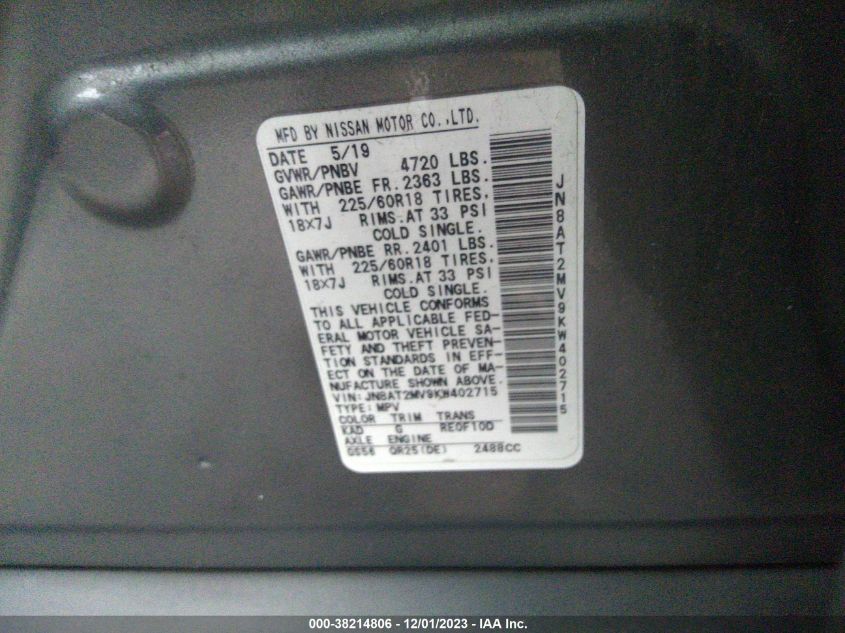 MFD BY NISSAN MOTOR CO.,LTD.
DATE 5/19
GVWR/PNBV 4720 LBS.
GAWR/PNBE FR. 2363 LBS.
WITH 225/60R18 TIRES,
18X7J RIMS.AT 33 PSI
COLD SINGLE.
GAWR/PNBE RR. 2401 LBS.
WITH 225/60R18 TIRES,
18X7J RIMS.AT 33 PSI
COLD SINGLE.
THIS VEHICLE CONFORMS
TO ALL APPLICABLE FED-
ERAL MOTOR VEHICLE SA-
FETY AND THEFT PREVEN-
TION STANDARDS IN EFF-
ECT ON THE DATE OF MA-
NUFACTURE SHOWN ABOVE.
VIN: JN8AT2MV9KW402715
TYPE: MPV
COLOR TRIM TRANS
KAD G RE0F10D
AXLE ENGINE
GS56 QR25(DE) 2488CC
JN8AT2MV9KW402715
000-38214806 - 12/01/2023 - IAA Inc.